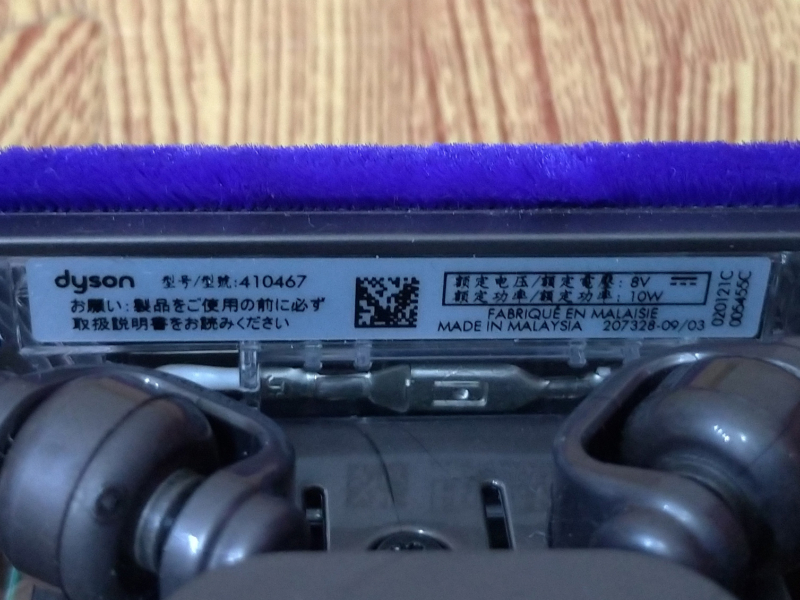 dyson 型号/型號:410467
お願い:製品をご使用の前に必ず
取扱説明書をお読みください
额定电压/額定電壓: 8V
额定功率/額定功率: 10W
FABRIQUÉ EN MALAISIE
MADE IN MALAYSIA 207328-09/03
020121C
005455C